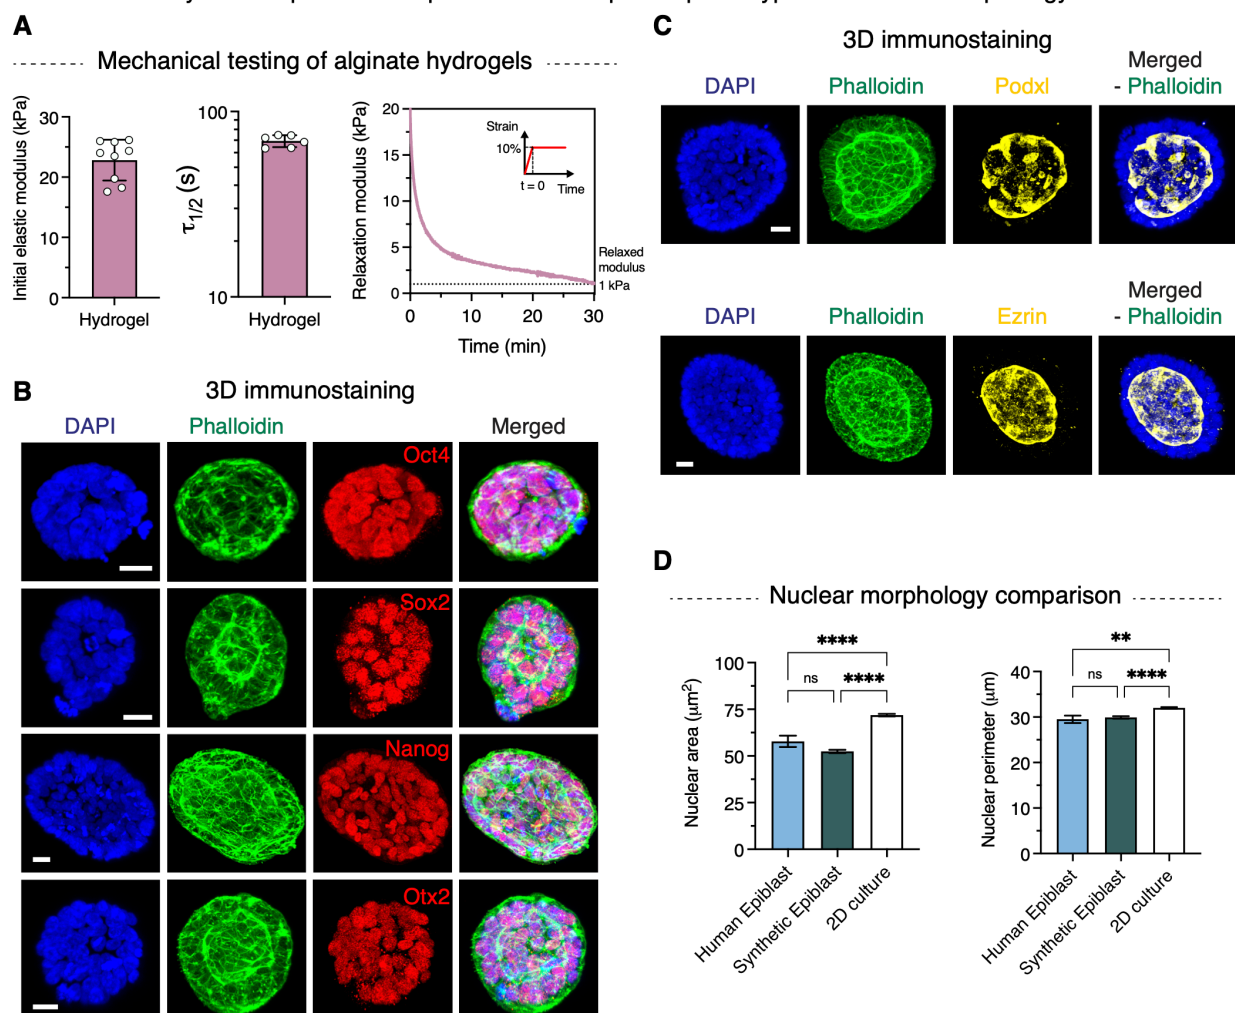 A
Mechanical testing of alginate hydrogels
Initial elastic modulus (kPa)
30
20
10
0
Hydrogel
τ1/2 (s)
100
10
Hydrogel
Relaxation modulus (kPa)
20
15
10
5
0
0
10
20
30
Time (min)
Strain
10%
t = 0
Time
Relaxed
modulus
1 kPa
B
3D immunostaining
DAPI
Phalloidin
Merged
Oct4
Sox2
Nanog
Otx2
C
3D immunostaining
DAPI
Phalloidin
Podxl
Merged
- Phalloidin
DAPI
Phalloidin
Ezrin
Merged
- Phalloidin
D
Nuclear morphology comparison
Nuclear area (μm²)
100
75
50
25
0
****
ns
****
Human Epiblast
Synthetic Epiblast
2D culture
Nuclear perimeter (μm)
40
30
20
10
0
**
ns
****
Human Epiblast
Synthetic Epiblast
2D culture